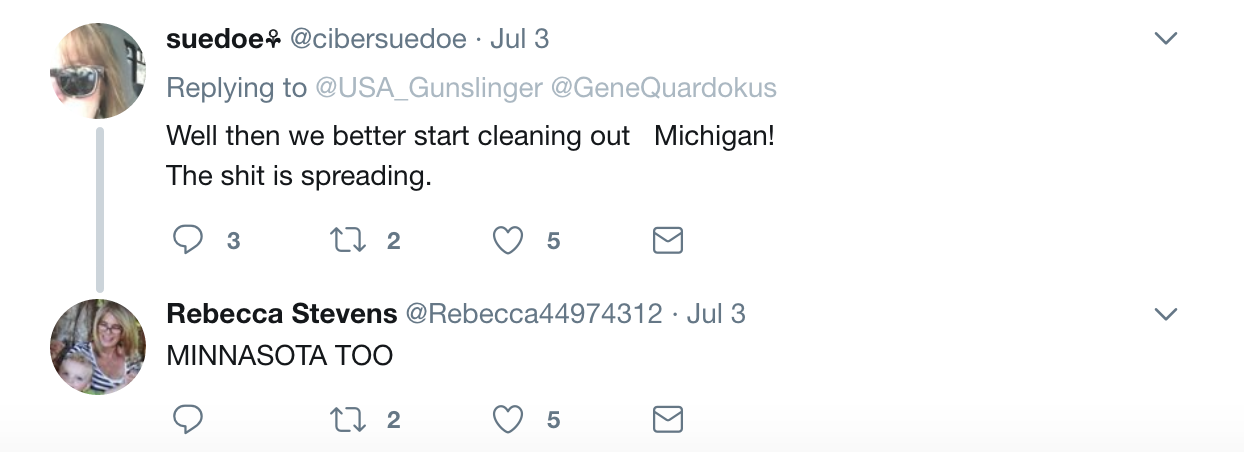 suedoe⚘ @cibersuedoe · Jul 3
Replying to @USA_Gunslinger @GeneQuardokus
Well then we better start cleaning out   Michigan!
The shit is spreading.
3 2 5
Rebecca Stevens @Rebecca44974312 · Jul 3
MINNASOTA TOO
2 5